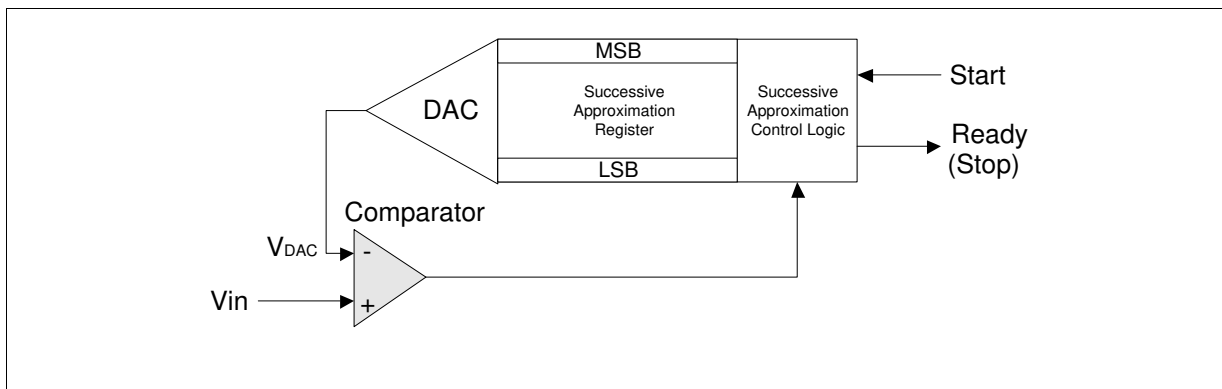 MSB
DAC
Successive
Approximation
Register
Successive
Approximation
Control Logic
LSB
Start
Ready
(Stop)
Comparator
VDAC
-
Vin
+